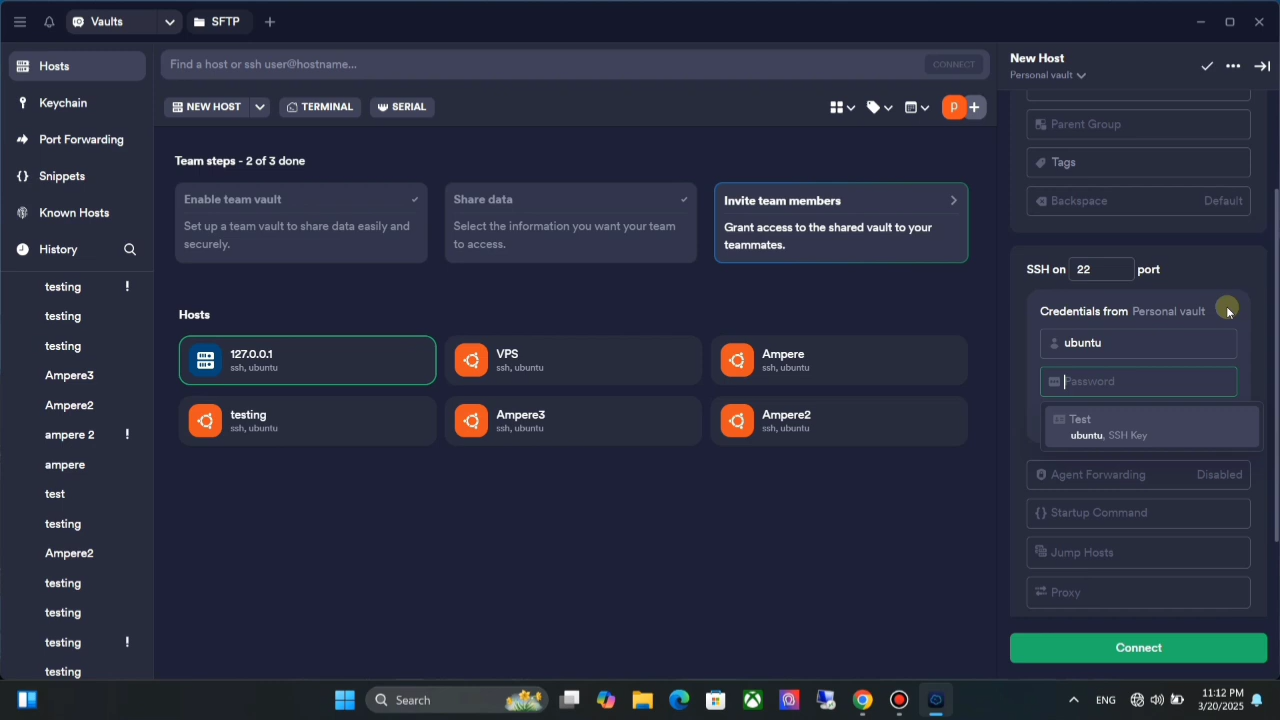 Vaults
SFTP
Hosts
Keychain
Port Forwarding
Snippets
Known Hosts
History
testing !
testing
testing
Ampere3
Ampere2
ampere 2 !
ampere
test
testing
Ampere2
testing
testing
testing !
testing
Find a host or ssh user@hostname...
CONNECT
NEW HOST
TERMINAL
SERIAL
p
Team steps - 2 of 3 done
Enable team vault
Set up a team vault to share data easily and
securely.
Share data
Select the information you want your team
to access.
Invite team members
Grant access to the shared vault to your
teammates.
Hosts
127.0.0.1
ssh, ubuntu
VPS
ssh, ubuntu
Ampere
ssh, ubuntu
testing
ssh, ubuntu
Ampere3
ssh, ubuntu
Ampere2
ssh, ubuntu
New Host
Personal vault
Parent Group
Tags
Backspace Default
SSH on 22 port
Credentials from Personal vault
ubuntu
Password
Test
ubuntu, SSH Key
Agent Forwarding Disabled
Startup Command
Jump Hosts
Proxy
Connect
Search
ENG
11:12 PM
3/20/2025